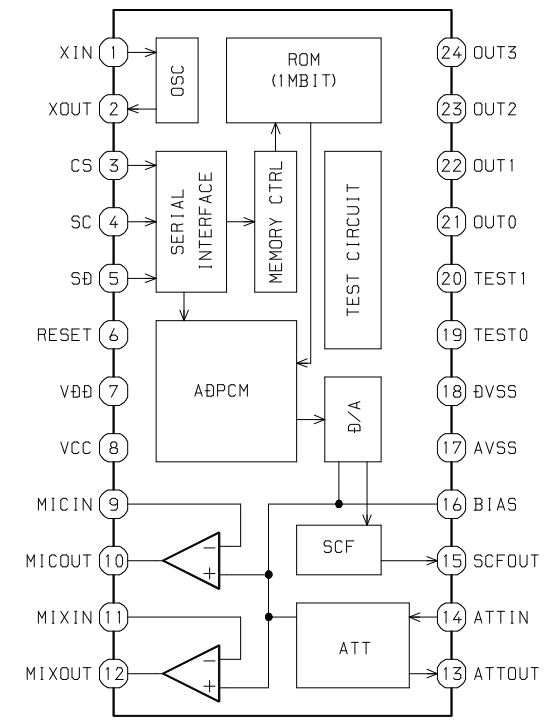 XIN 1
OSC
ROM
(1MBIT)
24 OUT3
XOUT 2
23 OUT2
CS 3
SERIAL
INTERFACE
MEMORY CTRL
TEST CIRCUIT
22 OUT1
SC 4
21 OUT0
SD 5
20 TEST1
RESET 6
19 TEST0
VDD 7
ADPCM
D/A
18 DVSS
VCC 8
17 AVSS
MICIN 9
16 BIAS
MICOUT 10
−
+
SCF
15 SCFOUT
MIXIN 11
14 ATTIN
ATT
MIXOUT 12
−
+
13 ATTOUT